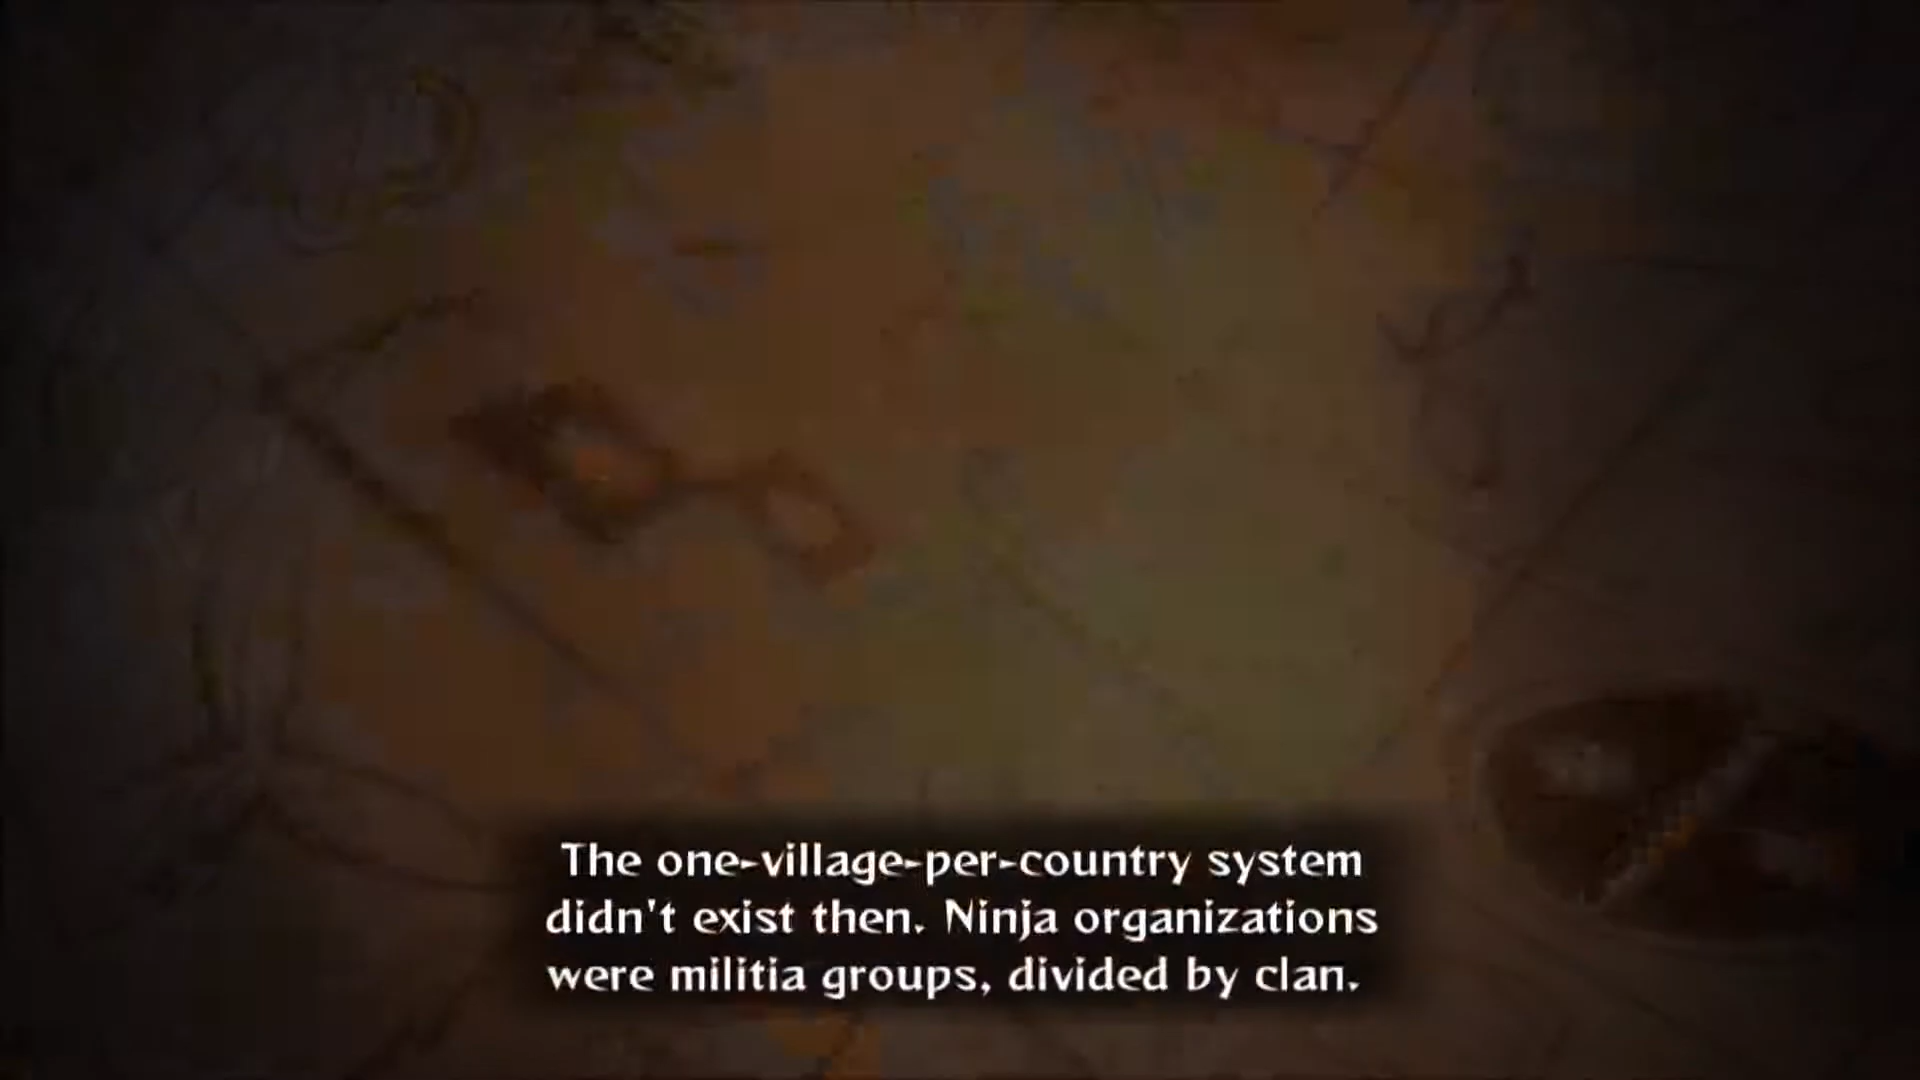 The one-village-per-country system
didn't exist then. Ninja organizations
were militia groups, divided by clan.